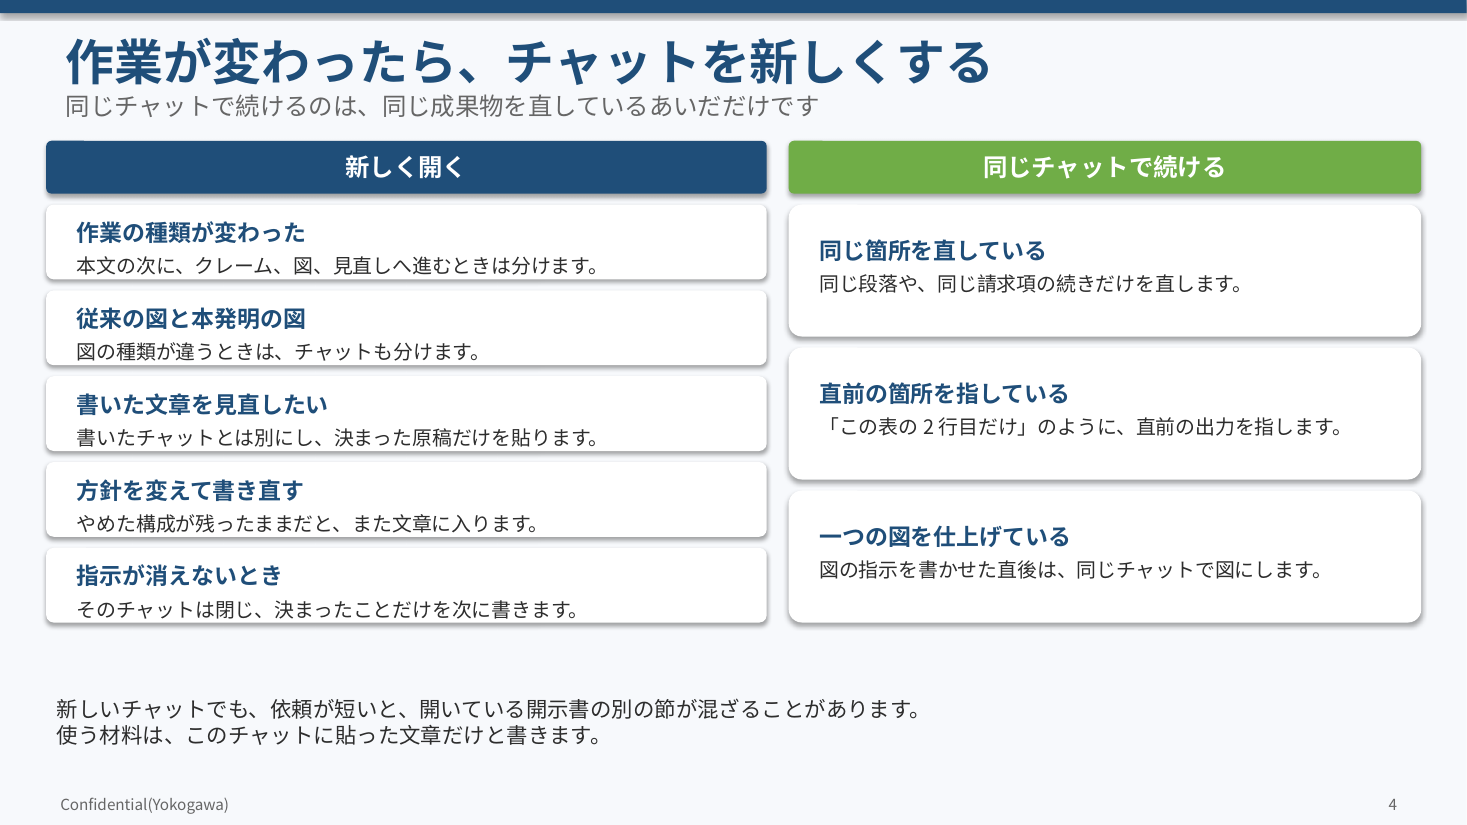 作業が変わったら、チャットを新しくする
同じチャットで続けるのは、同じ成果物を直しているあいだだけです
新しく開く
作業の種類が変わった
本文の次に、クレーム、図、見直しへ進むときは分けます。
従来の図と本発明の図
図の種類が違うときは、チャットも分けます。
書いた文章を見直したい
書いたチャットとは別にし、決まった原稿だけを貼ります。
方針を変えて書き直す
やめた構成が残ったままだと、また文章に入ります。
指示が消えないとき
そのチャットは閉じ、決まったことだけを次に書きます。
同じチャットで続ける
同じ箇所を直している
同じ段落や、同じ請求項の続きだけを直します。
直前の箇所を指している
「この表の 2 行目だけ」のように、直前の出力を指します。
一つの図を仕上げている
図の指示を書かせた直後は、同じチャットで図にします。
新しいチャットでも、依頼が短いと、開いている開示書の別の節が混ざることがあります。
使う材料は、このチャットに貼った文章だけと書きます。
Confidential(Yokogawa)
4